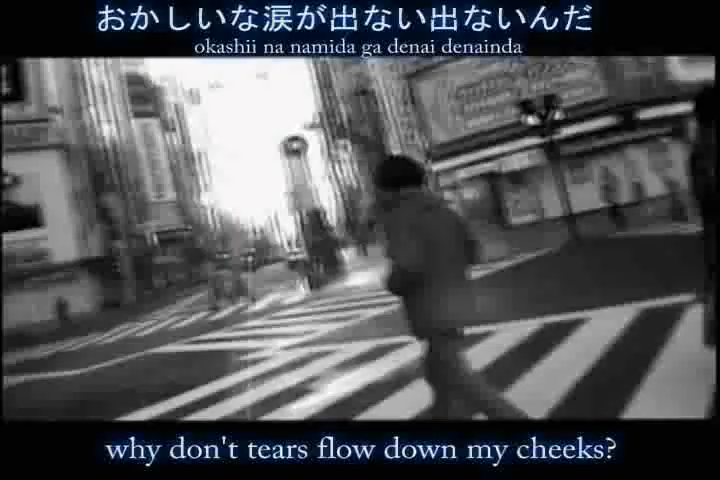 おかしいな涙が出ない出ないんだ
okashii na namida ga denai denainda
why don't tears flow down my cheeks?